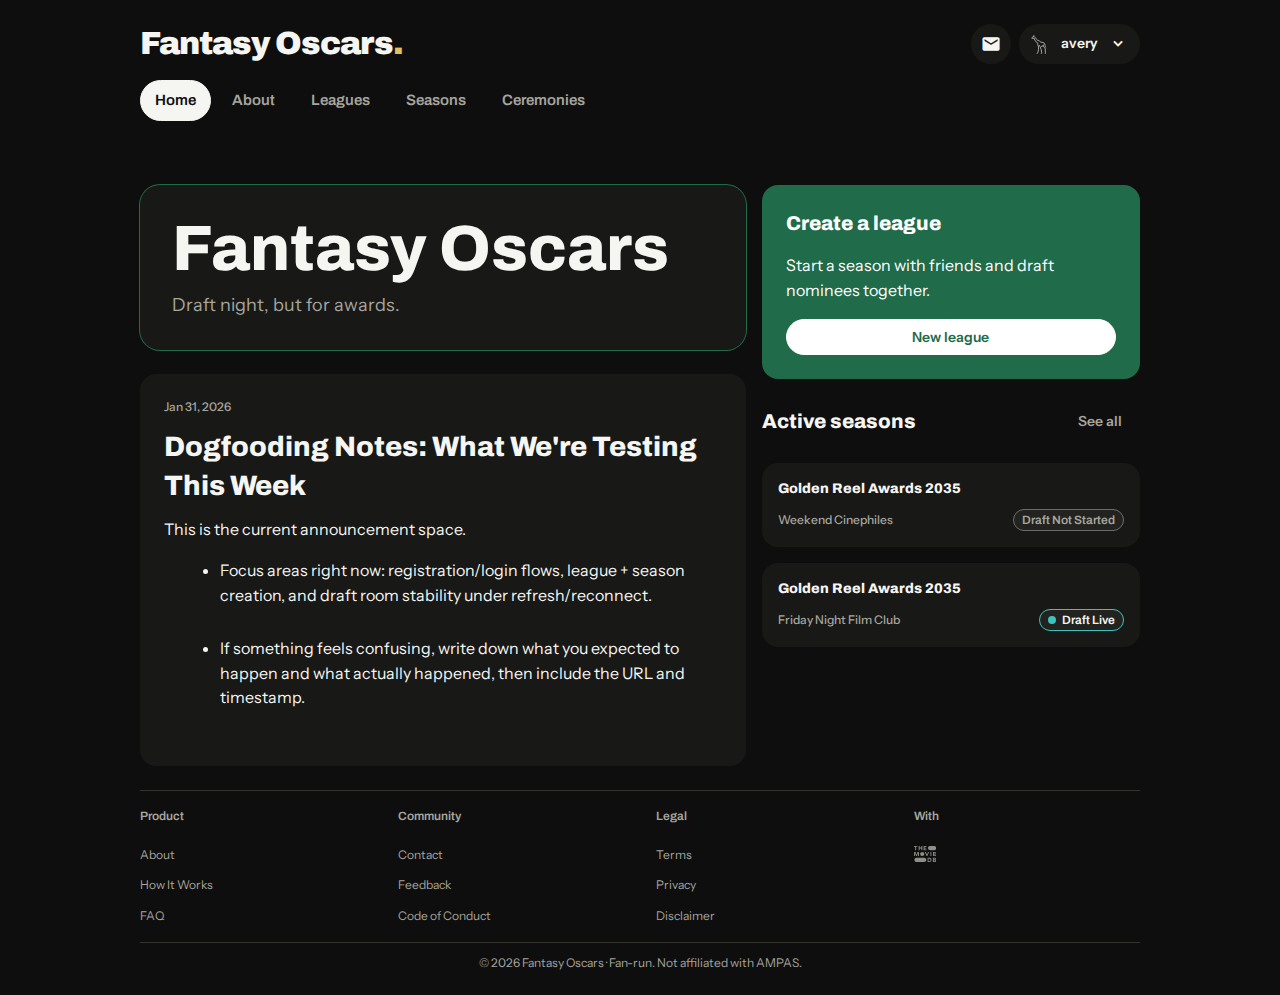 Fantasy Oscars.
avery
Home
About
Leagues
Seasons
Ceremonies
Fantasy Oscars
Draft night, but for awards.
Jan 31, 2026
Dogfooding Notes: What We're Testing
This Week
This is the current announcement space.
• Focus areas right now: registration/login flows, league + season
creation, and draft room stability under refresh/reconnect.
• If something feels confusing, write down what you expected to
happen and what actually happened, then include the URL and
timestamp.
Create a league
Start a season with friends and draft
nominees together.
New league
Active seasons
See all
Golden Reel Awards 2035
Weekend Cinephiles
Draft Not Started
Golden Reel Awards 2035
Friday Night Film Club
Draft Live
Product
About
How It Works
FAQ
Community
Contact
Feedback
Code of Conduct
Legal
Terms
Privacy
Disclaimer
With
THE
MOVIE
DB
© 2026 Fantasy Oscars · Fan-run. Not affiliated with AMPAS.